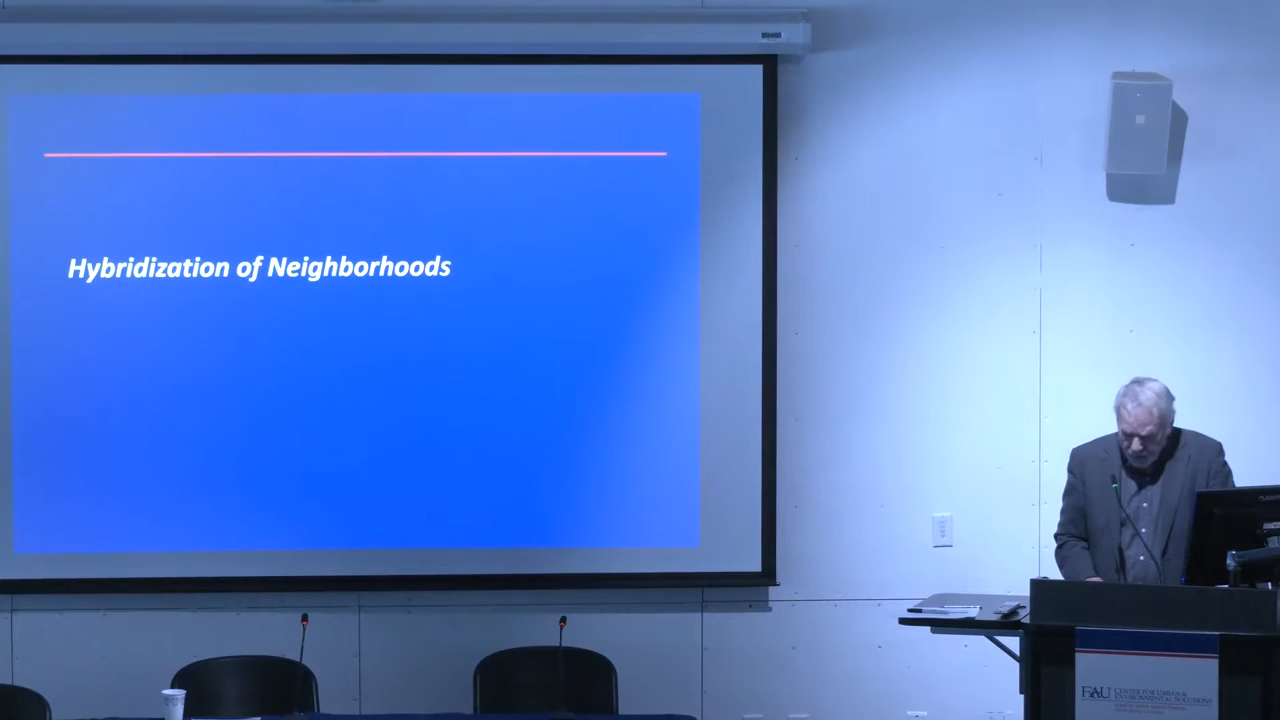 Hybridization of Neighborhoods
FAU
CENTER FOR URBAN &
ENVIRONMENTAL SOLUTIONS